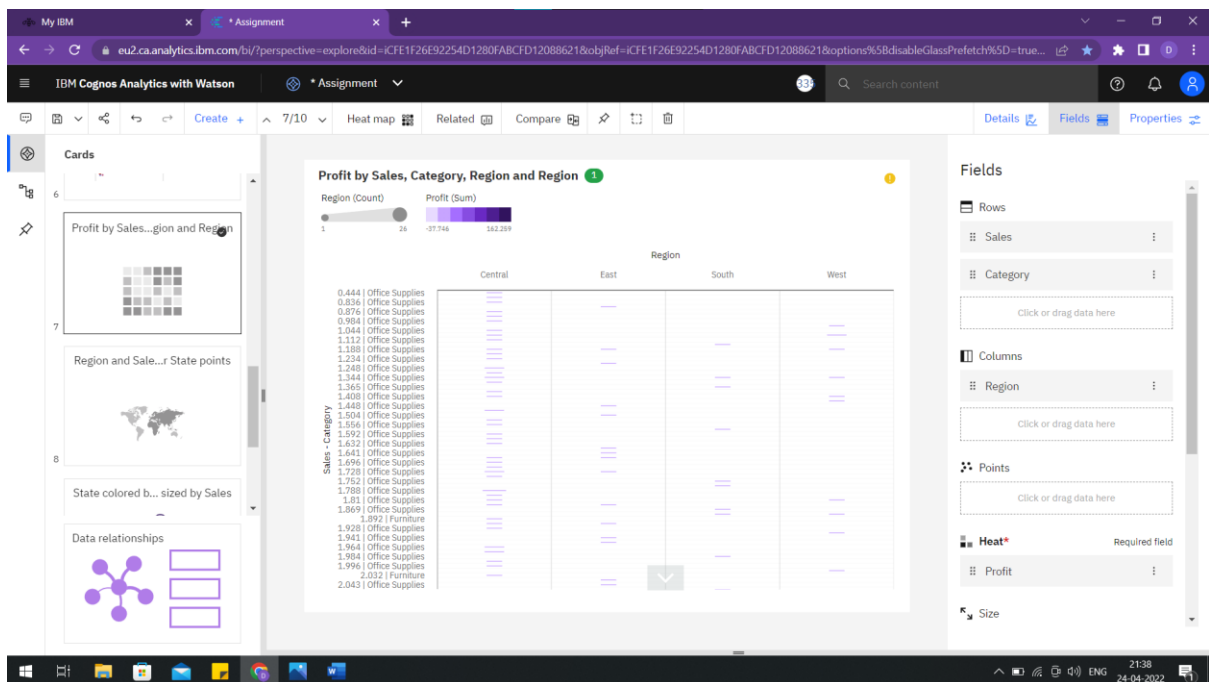 My IBM
* Assignment
eu2.ca.analytics.ibm.com/bi/?perspective=explore&id=iCFE1F26E92254D1280FABCFD12088621&objRef=iCFE1F26E92254D1280FABCFD12088621&options%5BdisableGlassPrefetch%5D=true...
D
IBM Cognos Analytics with Watson
* Assignment
Search content
Create +
7/10
Heat map
Related
Compare
Details
Fields
Properties
Cards
6
Profit by Sales...gion and Region
7
Region and Sale...r State points
8
State colored b... sized by Sales
Data relationships
Profit by Sales, Category, Region and Region 1
Region (Count)
Profit (Sum)
1 26
-37.746 162.259
Region
Central East South West
Sales - Category
0.444 | Office Supplies
0.836 | Office Supplies
0.876 | Office Supplies
0.984 | Office Supplies
1.044 | Office Supplies
1.112 | Office Supplies
1.188 | Office Supplies
1.234 | Office Supplies
1.248 | Office Supplies
1.344 | Office Supplies
1.365 | Office Supplies
1.408 | Office Supplies
1.448 | Office Supplies
1.504 | Office Supplies
1.556 | Office Supplies
1.592 | Office Supplies
1.632 | Office Supplies
1.641 | Office Supplies
1.696 | Office Supplies
1.728 | Office Supplies
1.752 | Office Supplies
1.788 | Office Supplies
1.81 | Office Supplies
1.869 | Office Supplies
1.892 | Furniture
1.928 | Office Supplies
1.941 | Office Supplies
1.964 | Office Supplies
1.984 | Office Supplies
1.996 | Office Supplies
2.032 | Furniture
2.043 | Office Supplies
Fields
Rows
Sales
Category
Click or drag data here
Columns
Region
Click or drag data here
Points
Click or drag data here
Heat*
Required field
Profit
Size
ENG
21:38
24-04-2022